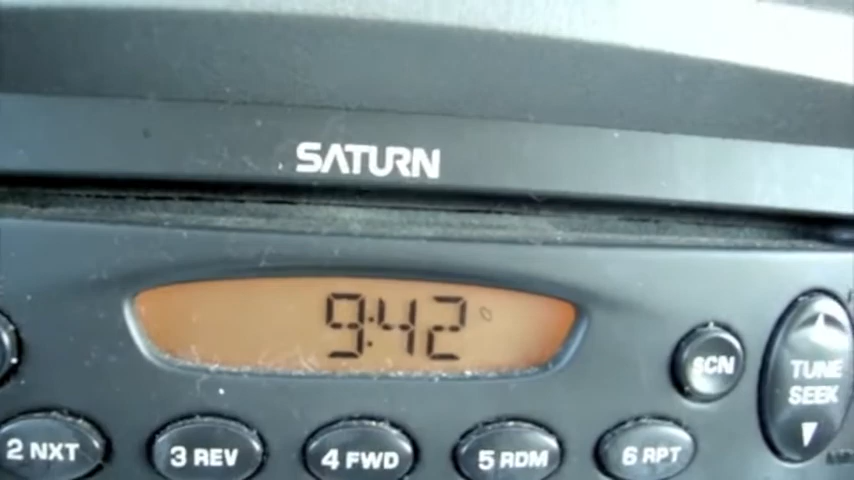 SATURN
9:42
SCN
TUNE
SEEK
2 NXT
3 REV
4 FWD
5 RDM
6 RPT